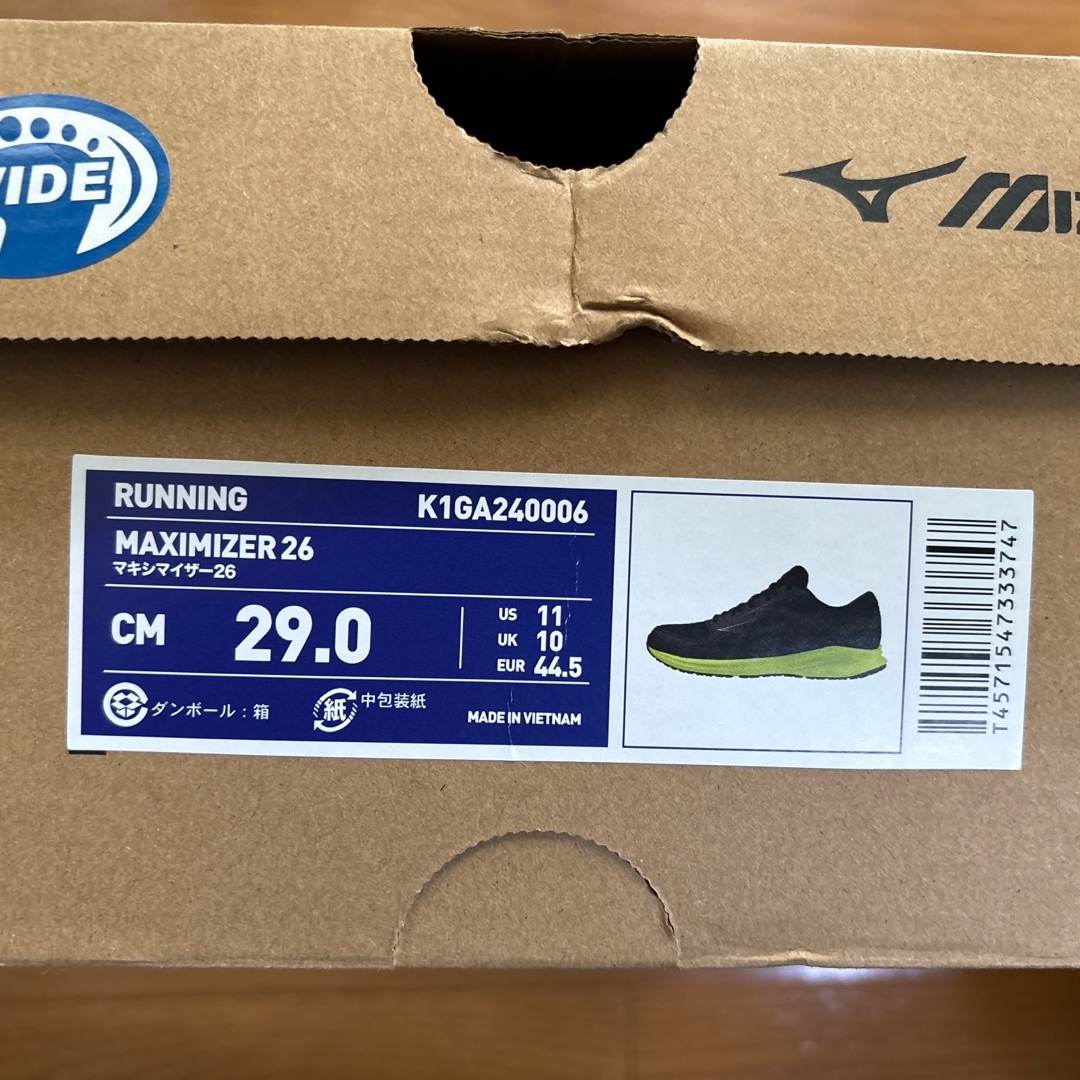 WIDE
MIZ
RUNNING
K1GA240006
MAXIMIZER 26
マキシマイザー26
CM 29.0
US 11
UK 10
EUR 44.5
ダンボール：箱
紙 中包装紙
MADE IN VIETNAM
T4571547333747